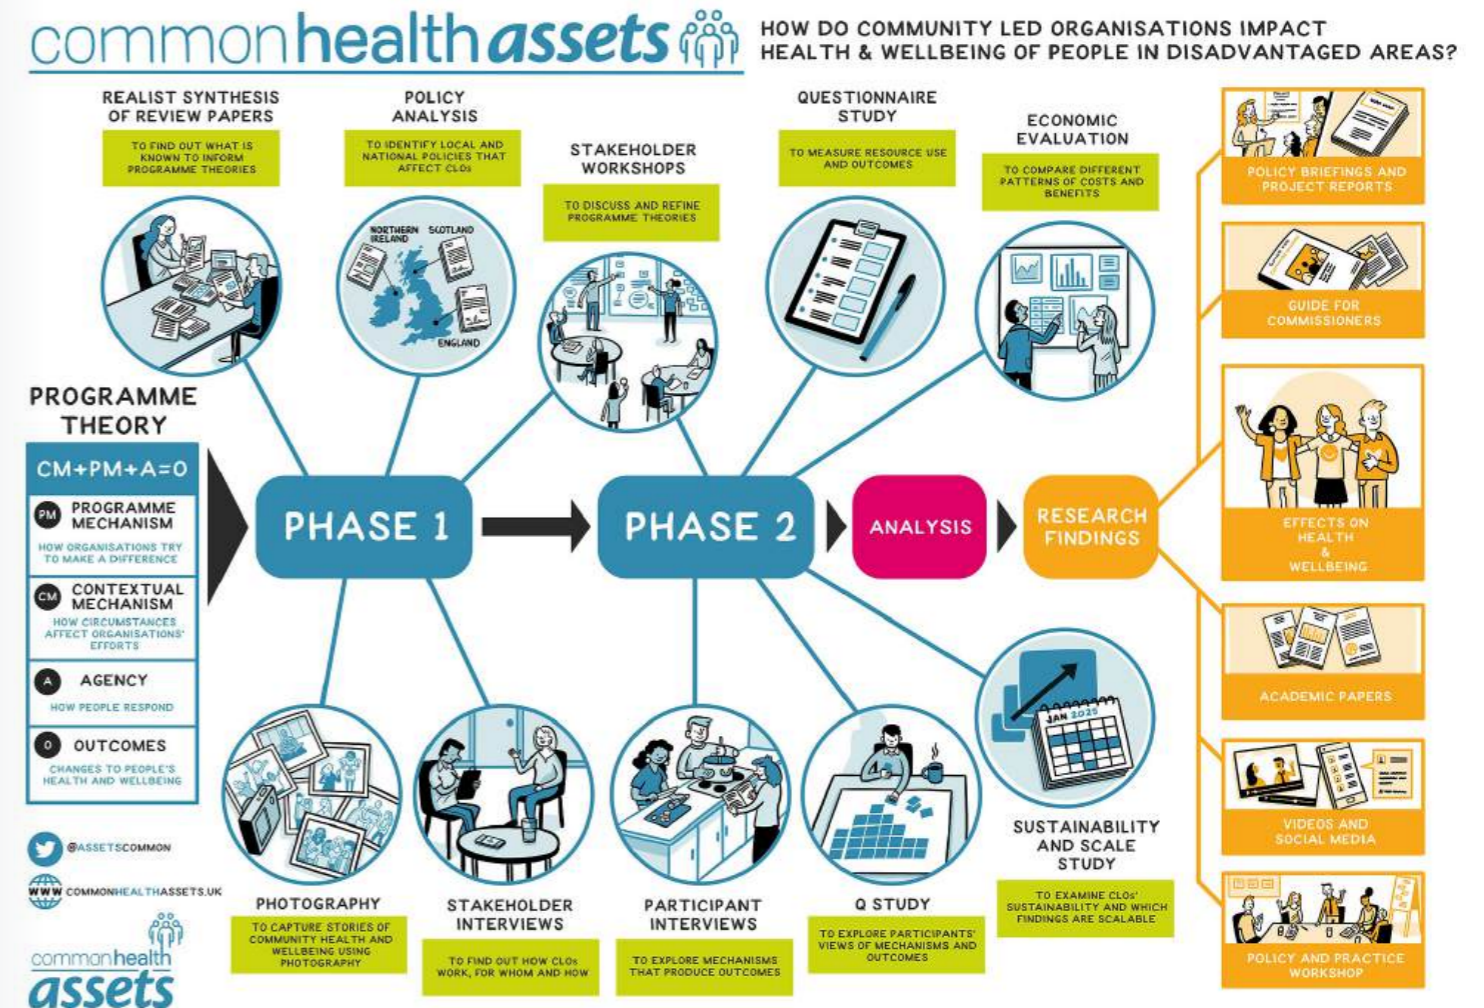 commonhealthassets
HOW DO COMMUNITY LED ORGANISATIONS IMPACT
HEALTH & WELLBEING OF PEOPLE IN DISADVANTAGED AREAS?
REALIST SYNTHESIS
OF REVIEW PAPERS
TO FIND OUT WHAT IS
KNOWN TO INFORM
PROGRAMME THEORIES
POLICY
ANALYSIS
TO IDENTIFY LOCAL AND
NATIONAL POLICIES THAT
AFFECT CLOs
NORTHERN
IRELAND
SCOTLAND
ENGLAND
STAKEHOLDER
WORKSHOPS
TO DISCUSS AND REFINE
PROGRAMME THEORIES
QUESTIONNAIRE
STUDY
TO MEASURE RESOURCE USE
AND OUTCOMES
ECONOMIC
EVALUATION
TO COMPARE DIFFERENT
PATTERNS OF COSTS AND
BENEFITS
PROGRAMME
THEORY
CM+PM+A=O
PM
PROGRAMME
MECHANISM
HOW ORGANISATIONS TRY
TO MAKE A DIFFERENCE
CM
CONTEXTUAL
MECHANISM
HOW CIRCUMSTANCES
AFFECT ORGANISATIONS'
EFFORTS
A
AGENCY
HOW PEOPLE RESPOND
O
OUTCOMES
CHANGES TO PEOPLE'S
HEALTH AND WELLBEING
PHASE 1
PHASE 2
ANALYSIS
RESEARCH
FINDINGS
PHOTOGRAPHY
TO CAPTURE STORIES OF
COMMUNITY HEALTH AND
WELLBEING USING
PHOTOGRAPHY
STAKEHOLDER
INTERVIEWS
TO FIND OUT HOW CLOs
WORK, FOR WHOM AND HOW
PARTICIPANT
INTERVIEWS
TO EXPLORE MECHANISMS
THAT PRODUCE OUTCOMES
Q STUDY
TO EXPLORE PARTICIPANTS'
VIEWS OF MECHANISMS AND
OUTCOMES
JAN 2025
SUSTAINABILITY
AND SCALE
STUDY
TO EXAMINE CLOs'
SUSTAINABILITY AND WHICH
FINDINGS ARE SCALABLE
POLICY BRIEFINGS AND
PROJECT REPORTS
GUIDE FOR
COMMISSIONERS
EFFECTS ON
HEALTH
&
WELLBEING
ACADEMIC PAPERS
VIDEOS AND
SOCIAL MEDIA
POLICY AND PRACTICE
WORKSHOP
@ASSETSCOMMON
WWW COMMONHEALTHASSETS.UK
commonhealth
assets